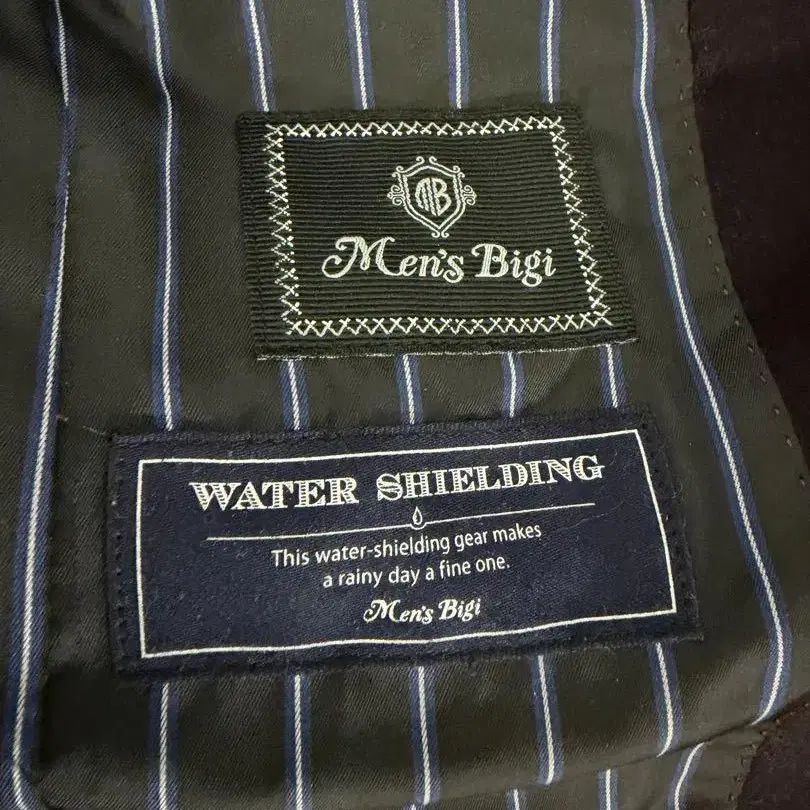 MB
Men's Bigi
WATER SHIELDING
This water-shielding gear makes
a rainy day a fine one.
Men's Bigi